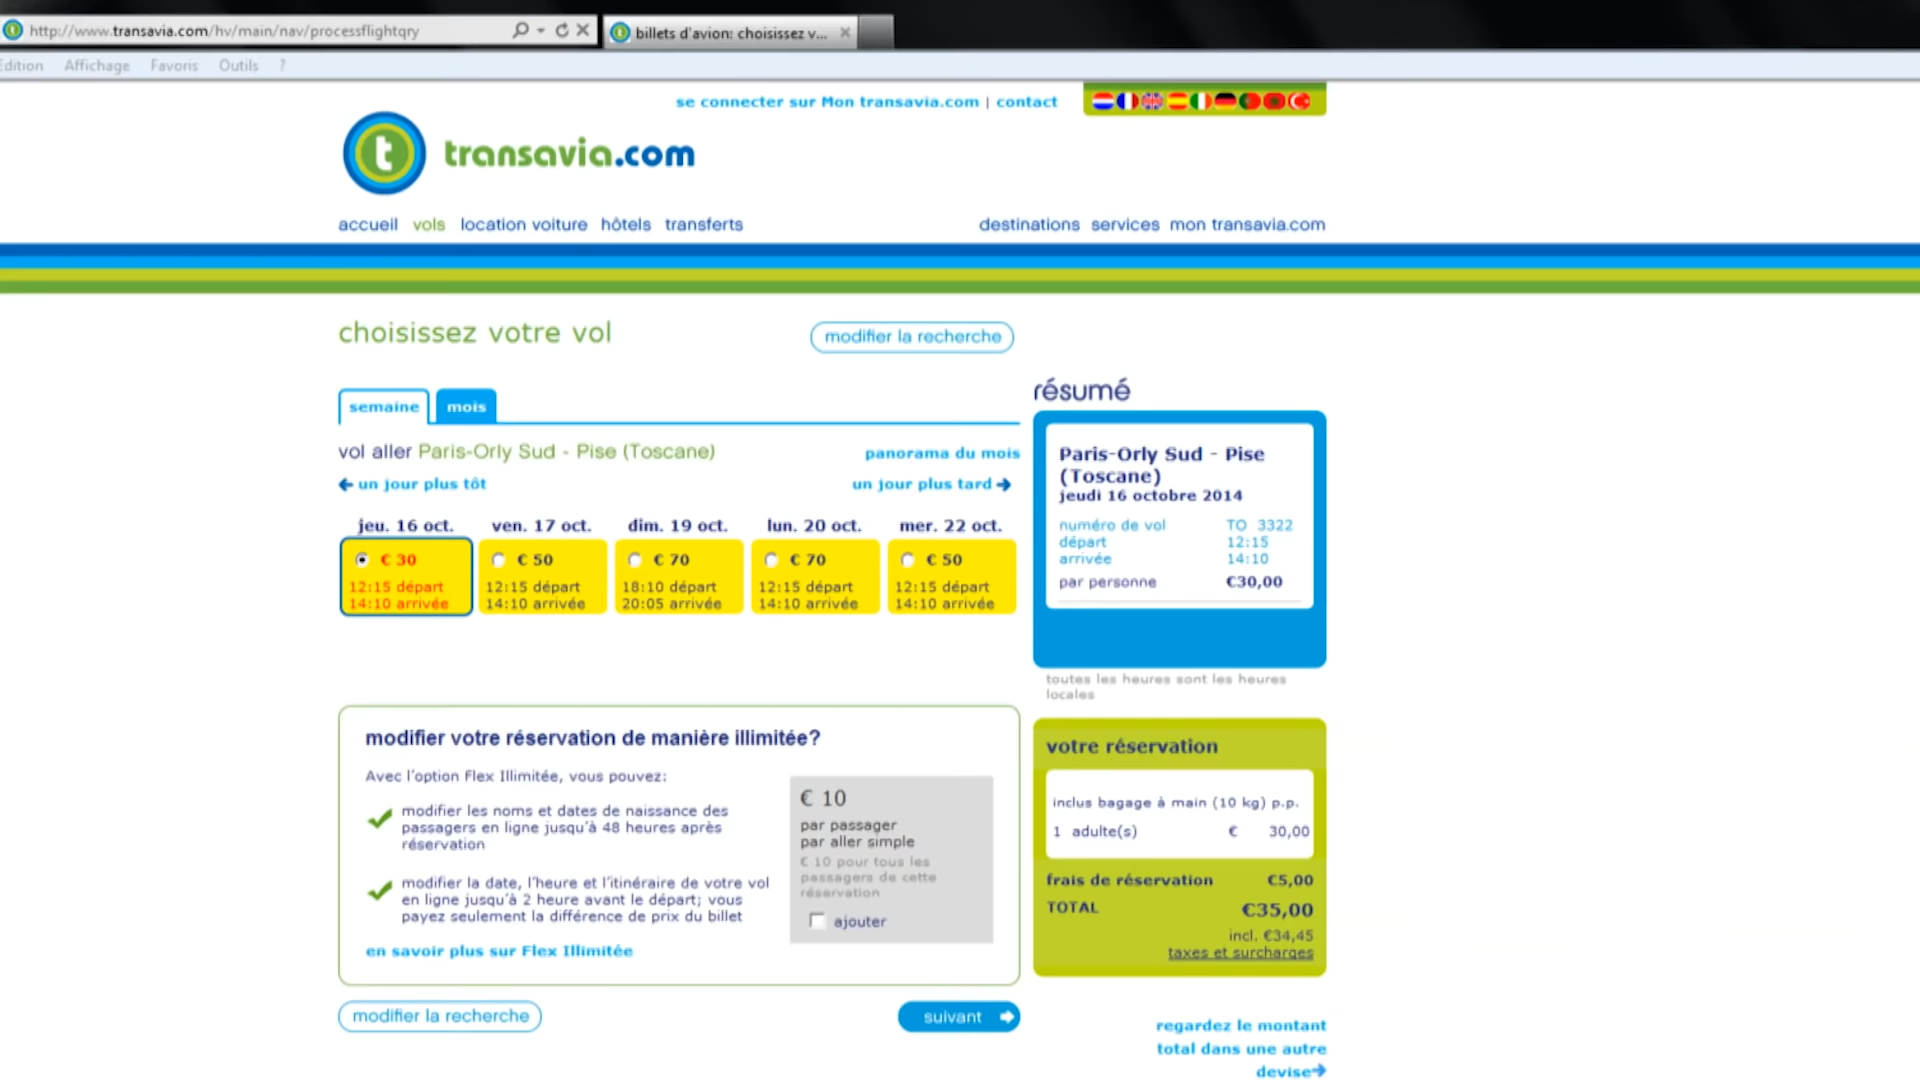 http://www.transavia.com/hv/main/nav/processflightqry
billets d'avion: choisissez v...
Edition Affichage Favoris Outils ?
se connecter sur Mon transavia.com | contact
t transavia.com
accueil vols location voiture hôtels transferts destinations services mon transavia.com
choisissez votre vol
modifier la recherche
semaine mois
vol aller Paris-Orly Sud - Pise (Toscane) panorama du mois
un jour plus tôt un jour plus tard
jeu. 16 oct. ven. 17 oct. dim. 19 oct. lun. 20 oct. mer. 22 oct.
€ 30 € 50 € 70 € 70 € 50
12:15 départ 12:15 départ 18:10 départ 12:15 départ 12:15 départ
14:10 arrivée 14:10 arrivée 20:05 arrivée 14:10 arrivée 14:10 arrivée
résumé
Paris-Orly Sud - Pise
(Toscane)
jeudi 16 octobre 2014
numéro de vol TO 3322
départ 12:15
arrivée 14:10
par personne €30,00
toutes les heures sont les heures
locales
modifier votre réservation de manière illimitée?
Avec l'option Flex Illimitée, vous pouvez:
modifier les noms et dates de naissance des
passagers en ligne jusqu'à 48 heures après
réservation
modifier la date, l'heure et l'itinéraire de votre vol
en ligne jusqu'à 2 heure avant le départ; vous
payez seulement la différence de prix du billet
en savoir plus sur Flex Illimitée
€ 10
par passager
par aller simple
€ 10 pour tous les
passagers de cette
réservation
ajouter
votre réservation
inclus bagage à main (10 kg) p.p.
1 adulte(s) € 30,00
frais de réservation €5,00
TOTAL €35,00
incl. €34,45
taxes et surcharges
modifier la recherche
suivant
regardez le montant
total dans une autre
devise